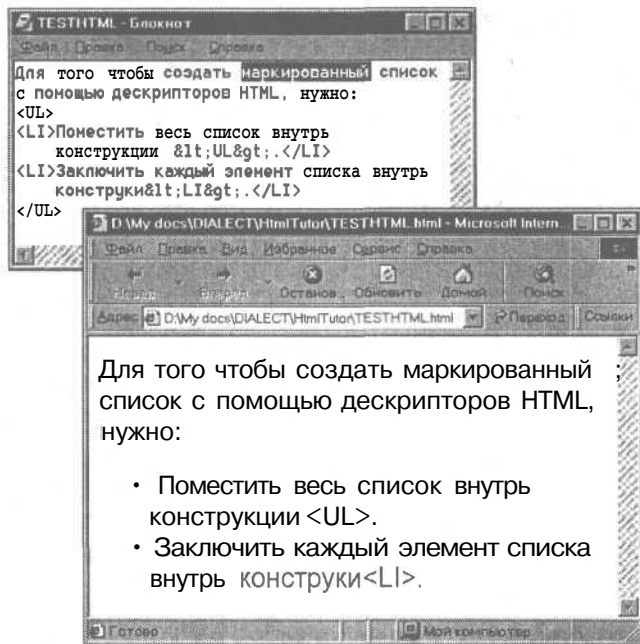 TESTHTML - Блокнот
Файл Правка Поиск Справка
Для того чтобы создать маркированный список
с помощью дескрипторов HTML, нужно:
<UL>
<LI>Поместить весь список внутрь
конструкции &lt;UL&gt;.</LI>
<LI>Заключить каждый элемент списка внутрь
конструки&lt;LI&gt;.</LI>
</UL>
D:\My docs\DIALECT\HtmlTutor\TESTHTML.html - Microsoft Intern...
Файл Правка Вид Избранное Сервис Справка
Назад Вперед Останов... Обновить Домой Поиск
Адрес D:\My docs\DIALECT\HtmlTutor\TESTHTML.html Переход Ссылки
Для того чтобы создать маркированный
список с помощью дескрипторов HTML,
нужно:
• Поместить весь список внутрь
конструкции <UL>.
• Заключить каждый элемент списка
внутрь конструки<LI>.
Готово Мой компьютер